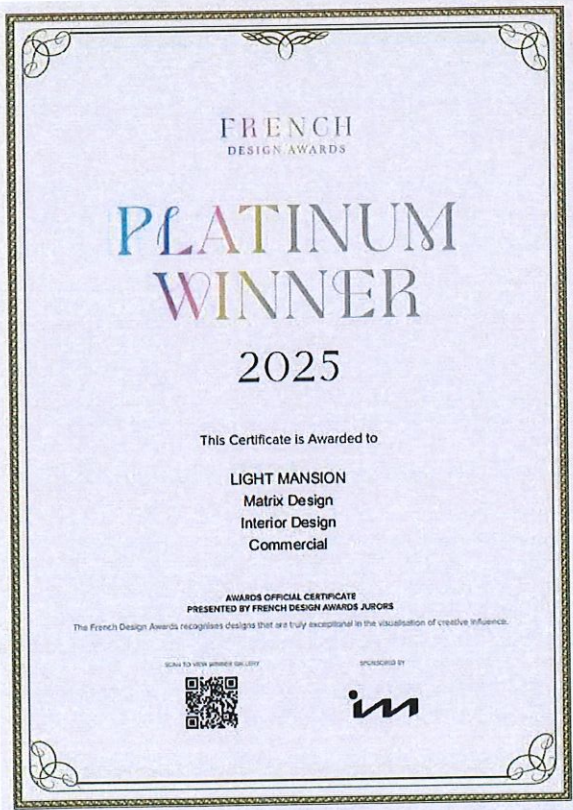 FRENCH
DESIGN AWARDS
PLATINUM
WINNER
2025
This Certificate is Awarded to
LIGHT MANSION
Matrix Design
Interior Design
Commercial
AWARDS OFFICIAL CERTIFICATE
PRESENTED BY FRENCH DESIGN AWARDS JURORS
The French Design Awards recognises designs that are truly exceptional in the visualisation of creative influence.
SCAN TO VIEW WINNER GALLERY
SPONSORED BY